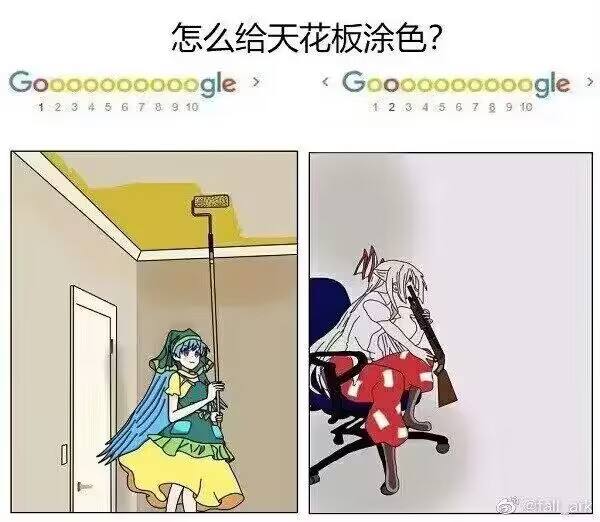 怎么给天花板涂色?
Goooooooooogle >
1 2 3 4 5 6 7 8 9 10
< Goooooooooogle >
1 2 3 4 5 6 7 8 9 10
@fall_ark